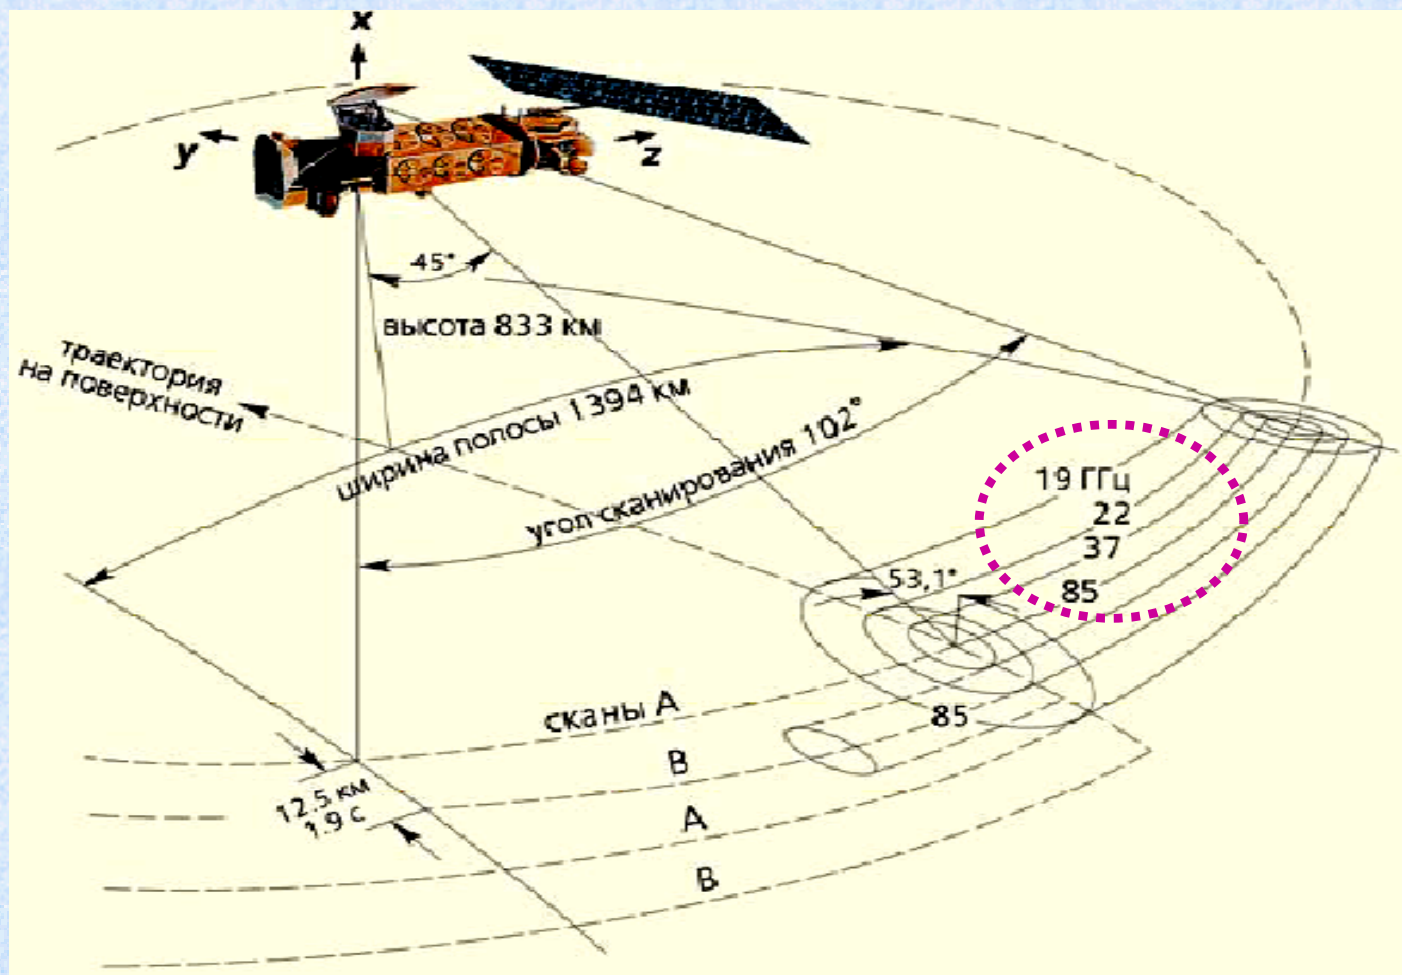 x
y
z
45°
высота 833 км
траектория
на поверхности
ширина полосы 1394 км
угол сканирования 102°
19 ГГц
22
37
53,1°
85
сканы А
85
В
12.5 км
1.9 с
А
В